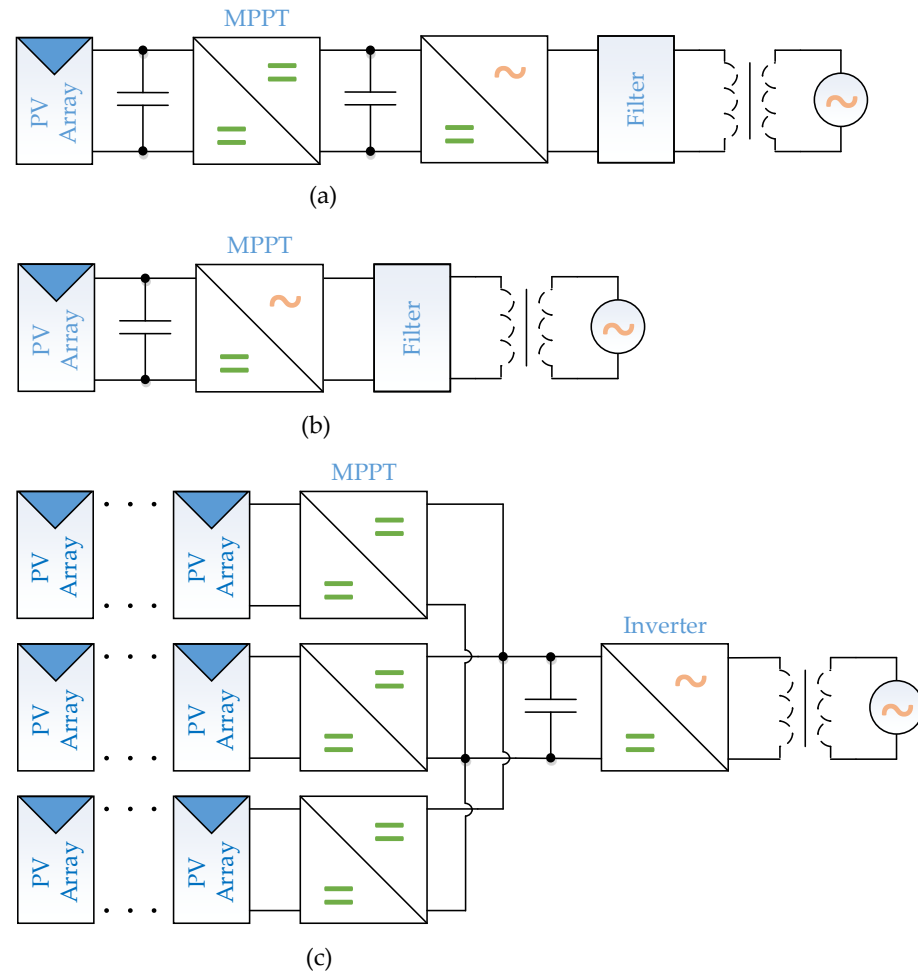 MPPT
PV
Array
Filter
(a)
MPPT
PV
Array
Filter
(b)
MPPT
PV
Array
PV
Array
Inverter
PV
Array
PV
Array
PV
Array
PV
Array
(c)